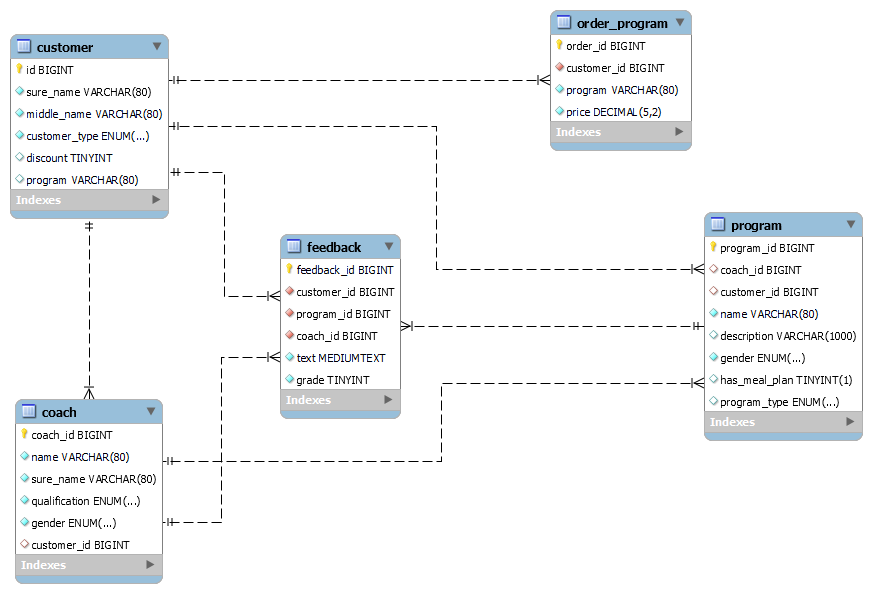 customer
id BIGINT
sure_name VARCHAR(80)
middle_name VARCHAR(80)
customer_type ENUM(...)
discount TINYINT
program VARCHAR(80)
Indexes
order_program
order_id BIGINT
customer_id BIGINT
program VARCHAR(80)
price DECIMAL(5,2)
Indexes
feedback
feedback_id BIGINT
customer_id BIGINT
program_id BIGINT
coach_id BIGINT
text MEDIUMTEXT
grade TINYINT
Indexes
program
program_id BIGINT
coach_id BIGINT
customer_id BIGINT
name VARCHAR(80)
description VARCHAR(1000)
gender ENUM(...)
has_meal_plan TINYINT(1)
program_type ENUM(...)
Indexes
coach
coach_id BIGINT
name VARCHAR(80)
sure_name VARCHAR(80)
qualification ENUM(...)
gender ENUM(...)
customer_id BIGINT
Indexes